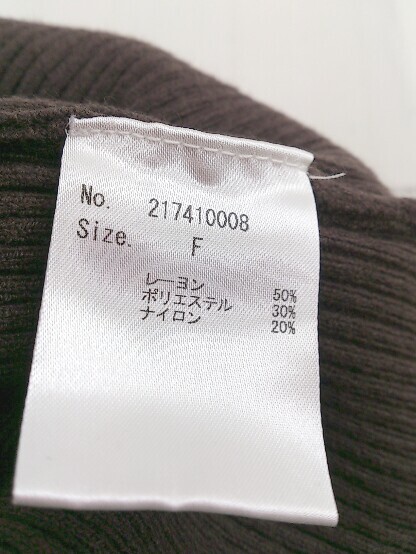 No. 217410008
Size. F
レーヨン 50%
ポリエステル 30%
ナイロン 20%